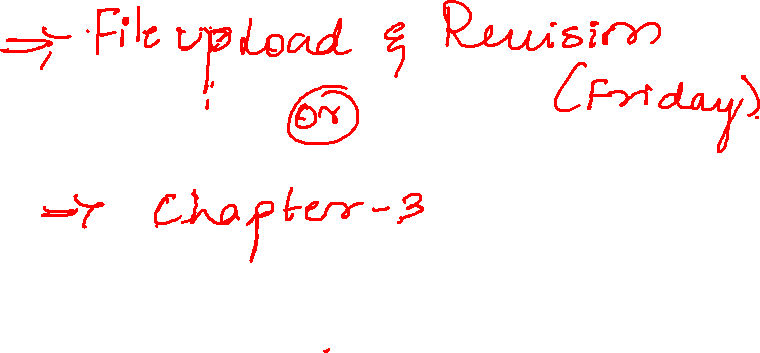 ⇒ File upload & Revision
(Friday).
or
→ Chapter-3